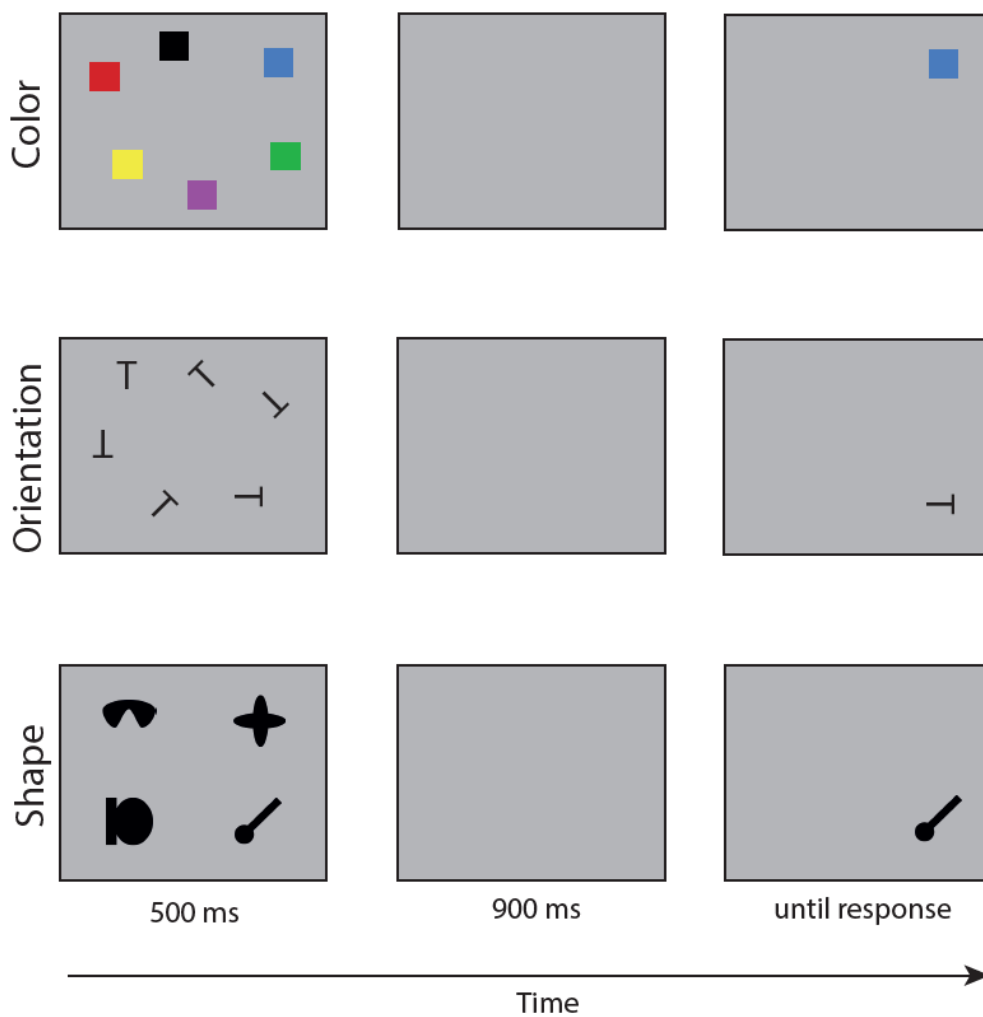 Color
Orientation
Shape
500 ms
900 ms
until response
Time